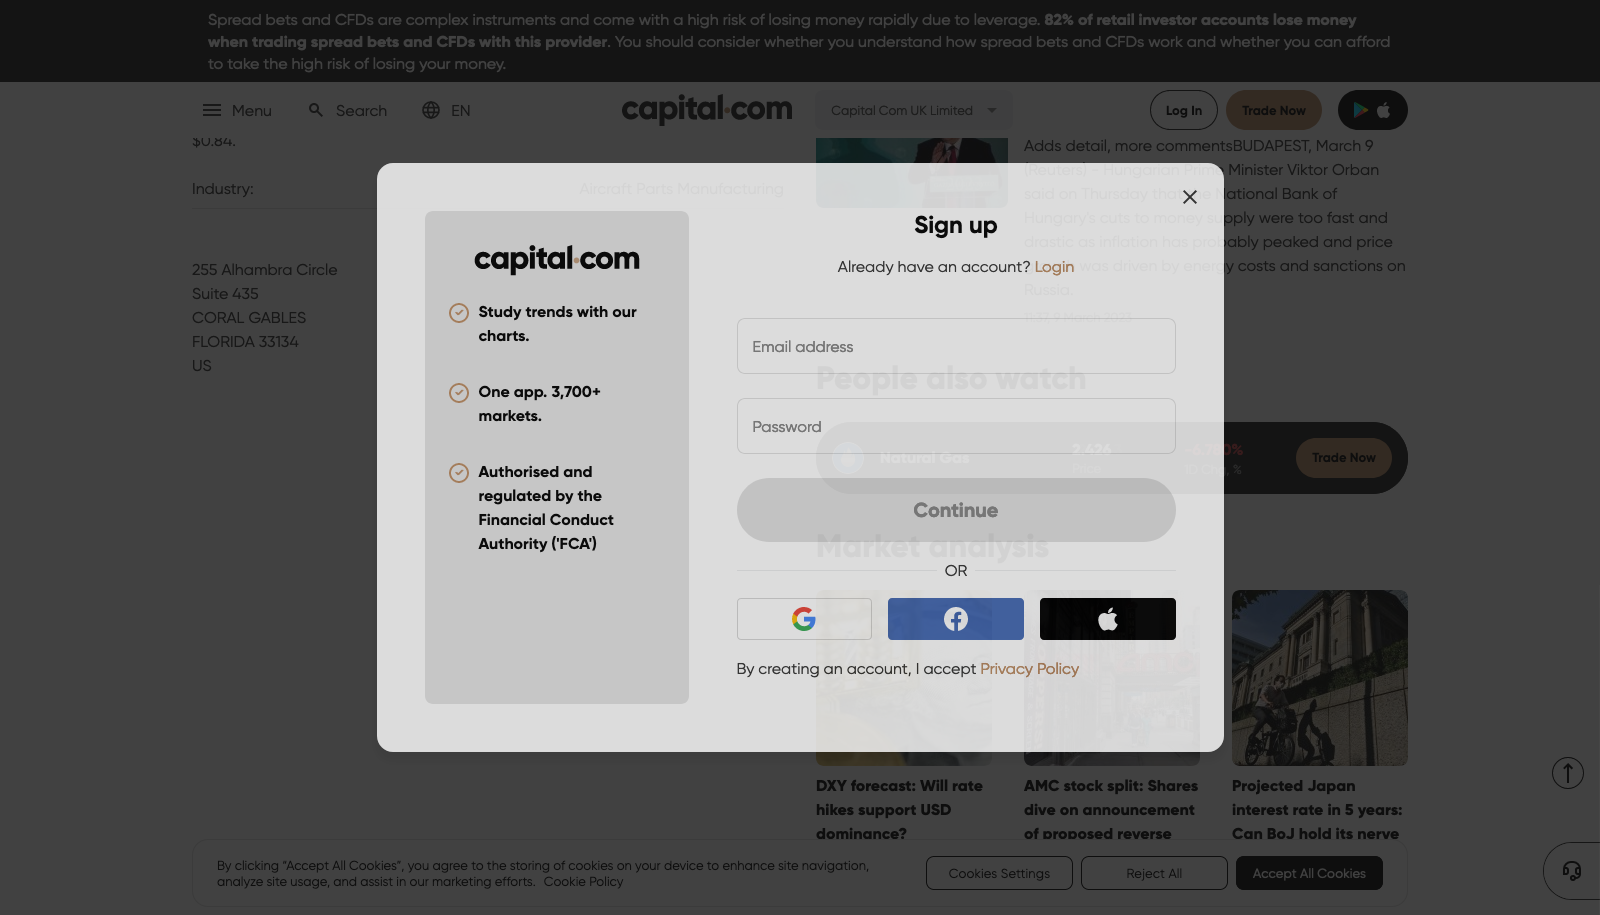 Spread bets and CFDs are complex instruments and come with a high risk of losing money rapidly due to leverage. 82% of retail investor accounts lose money
when trading spread bets and CFDs with this provider. You should consider whether you understand how spread bets and CFDs work and whether you can afford
to take the high risk of losing your money.
Menu
Search
EN
capital.com
Capital Com UK Limited
Log In
Trade Now
$0.84.
Industry:
Aircraft Parts Manufacturing
255 Alhambra Circle
Suite 435
CORAL GABLES
FLORIDA 33134
US
Adds detail, more commentsBUDAPEST, March 9
(Reuters) - Hungarian Prime Minister Viktor Orban
said on Thursday that the National Bank of
Hungary's cuts to money supply were too fast and
drastic as inflation has probably peaked and price
was driven by energy costs and sanctions on
Russia.
capital.com
Study trends with our
charts.
One app. 3,700+
markets.
Authorised and
regulated by the
Financial Conduct
Authority ('FCA')
Sign up
Already have an account? Login
Email address
Password
Continue
OR
By creating an account, I accept Privacy Policy
People also watch
Natural Gas
2.426
Price
Trade Now
Market analysis
DXY forecast: Will rate
hikes support USD
dominance?
AMC stock split: Shares
dive on announcement
of proposed reverse
Projected Japan
interest rate in 5 years:
Can BoJ hold its nerve
By clicking “Accept All Cookies”, you agree to the storing of cookies on your device to enhance site navigation,
analyze site usage, and assist in our marketing efforts. Cookie Policy
Cookies Settings
Reject All
Accept All Cookies